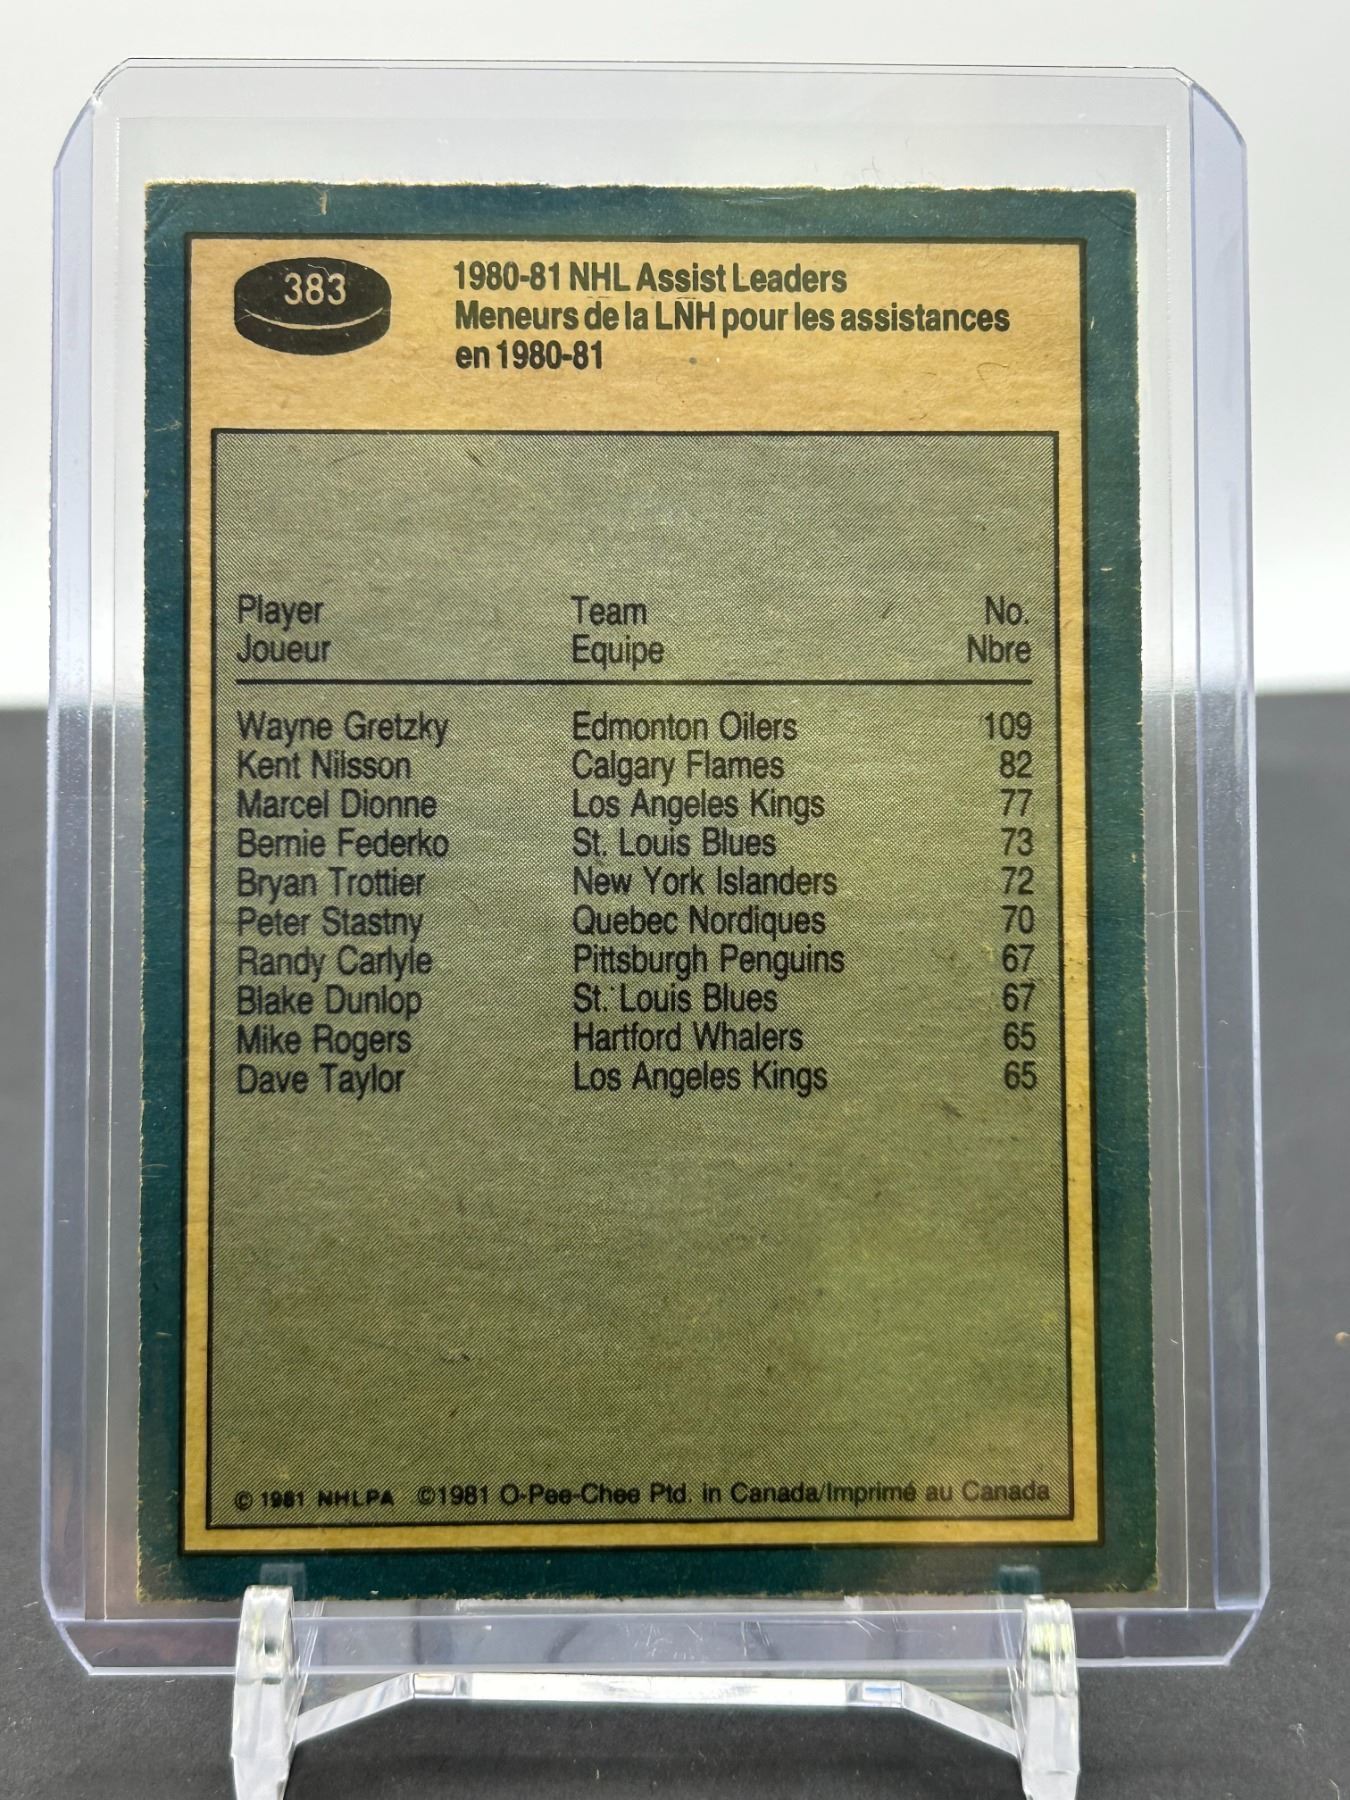 383
1980-81 NHL Assist Leaders
Meneurs de la LNH pour les assistances
en 1980-81
Player Team No.
Joueur Equipe Nbre
Wayne Gretzky Edmonton Oilers 109
Kent Nilsson Calgary Flames 82
Marcel Dionne Los Angeles Kings 77
Bernie Federko St. Louis Blues 73
Bryan Trottier New York Islanders 72
Peter Stastny Quebec Nordiques 70
Randy Carlyle Pittsburgh Penguins 67
Blake Dunlop St. Louis Blues 67
Mike Rogers Hartford Whalers 65
Dave Taylor Los Angeles Kings 65
© 1981 NHLPA ©1981 O-Pee-Chee Ptd. in Canada/Imprimé au Canada